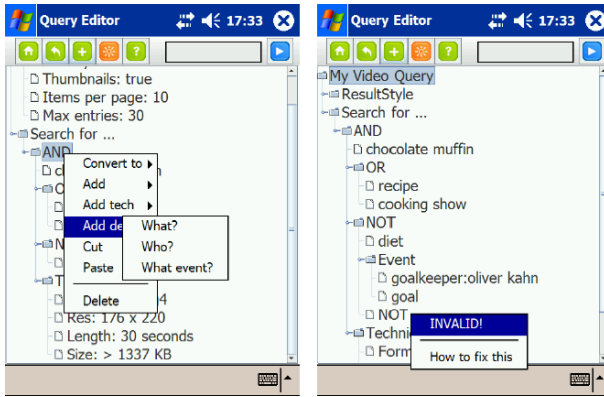 Query Editor 17:33
?
Thumbnails: true
Items per page: 10
Max entries: 30
Search for ...
AND
Convert to
Add
Add tech
Add de
Cut
Paste
Delete
What?
Who?
What event?
Res: 176 x 220
Length: 30 seconds
Size: > 1337 KB
Query Editor 17:33
?
My Video Query
ResultStyle
Search for ...
AND
chocolate muffin
OR
recipe
cooking show
NOT
diet
Event
goalkeeper:oliver kahn
goal
NOT
Techni
Form
INVALID!
How to fix this